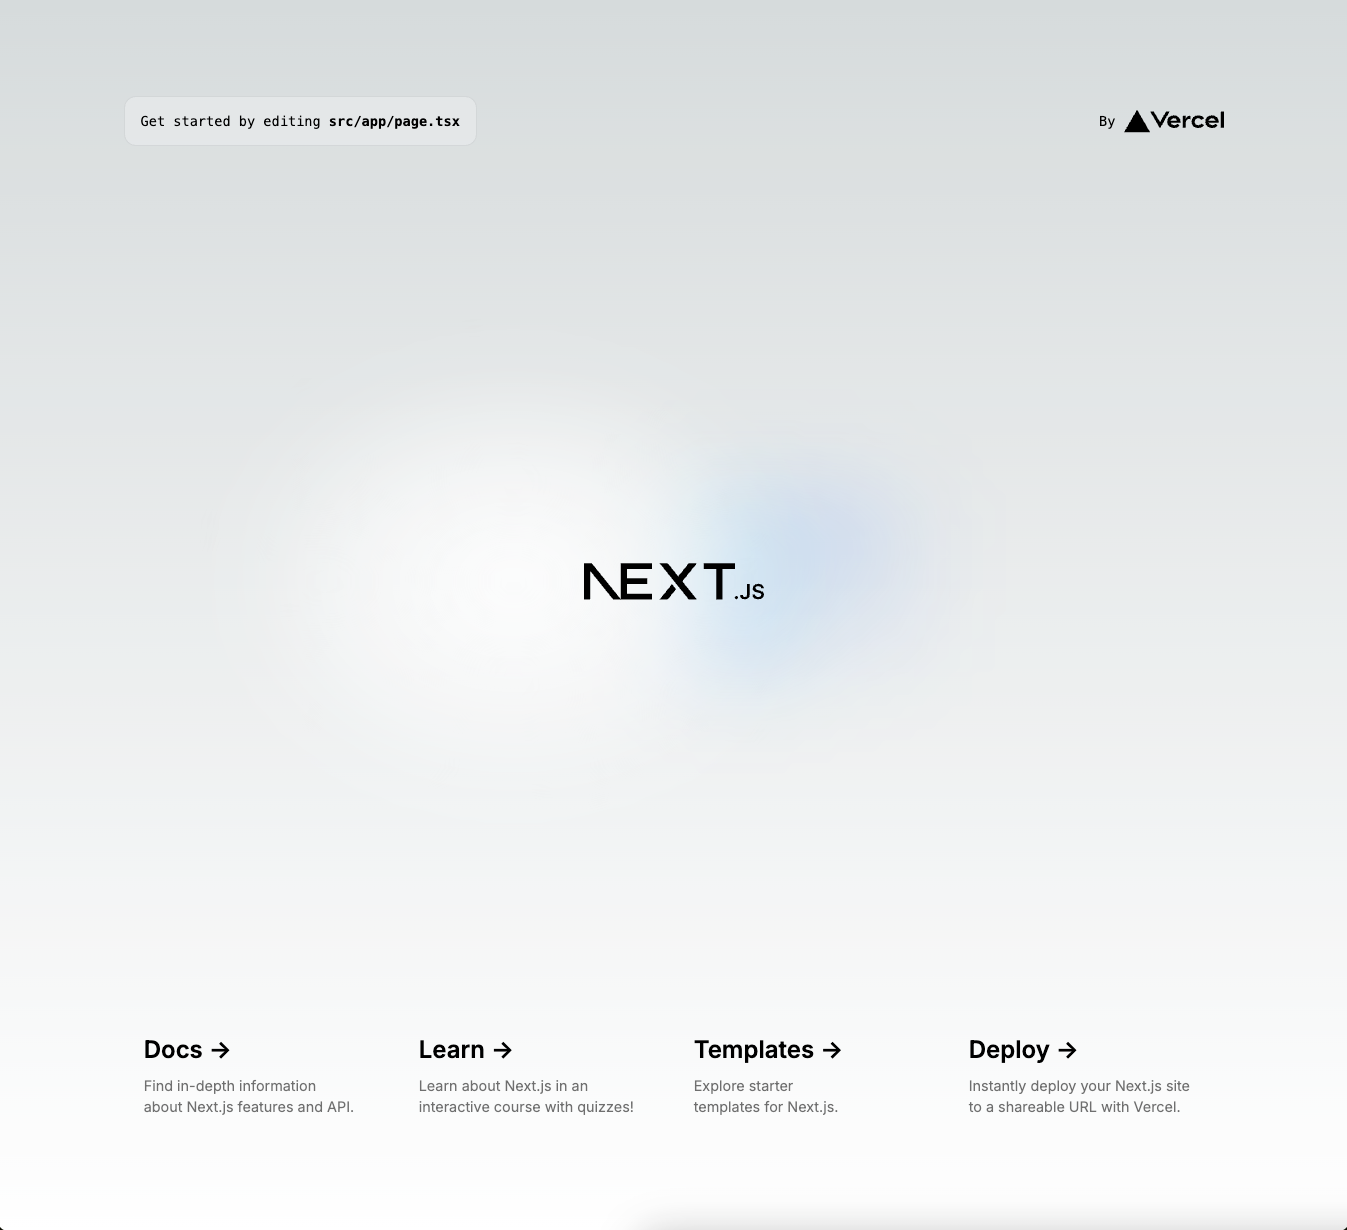 Get started by editing src/app/page.tsx
By Vercel
NEXT.JS
Docs →
Find in-depth information
about Next.js features and API.
Learn →
Learn about Next.js in an
interactive course with quizzes!
Templates →
Explore starter
templates for Next.js.
Deploy →
Instantly deploy your Next.js site
to a shareable URL with Vercel.